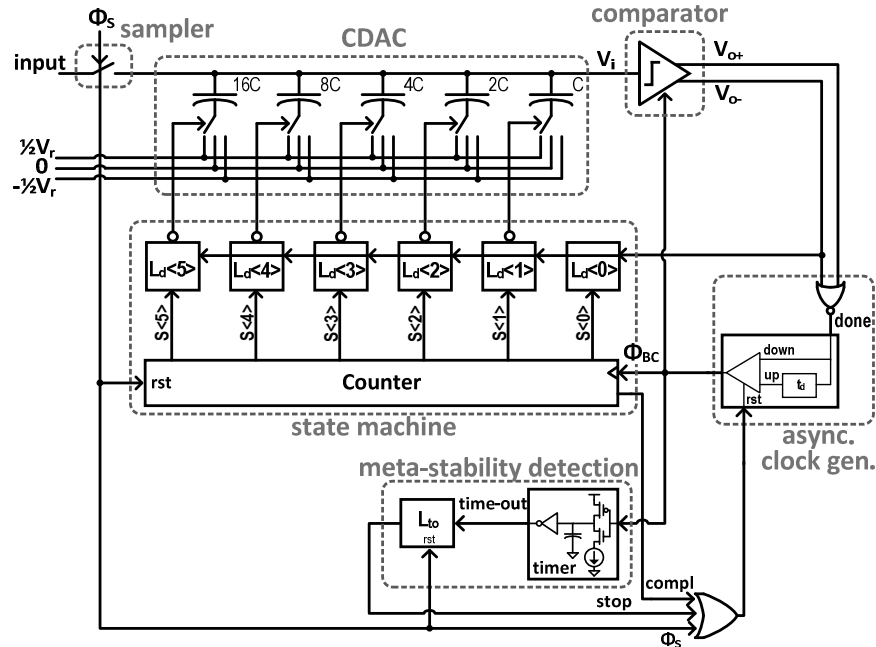 Φs
sampler
CDAC
comparator
input
16C
8C
4C
2C
C
Vi
Vo+
Vo-
½Vr
0
-½Vr
Ld<5>
Ld<4>
Ld<3>
Ld<2>
Ld<1>
Ld<0>
S<5>
S<4>
S<3>
S<2>
S<1>
S<0>
done
down
up
td
rst
ΦBC
rst
Counter
state machine
async.
clock gen.
meta-stability detection
Lto
rst
time-out
timer
compl
stop
Φs